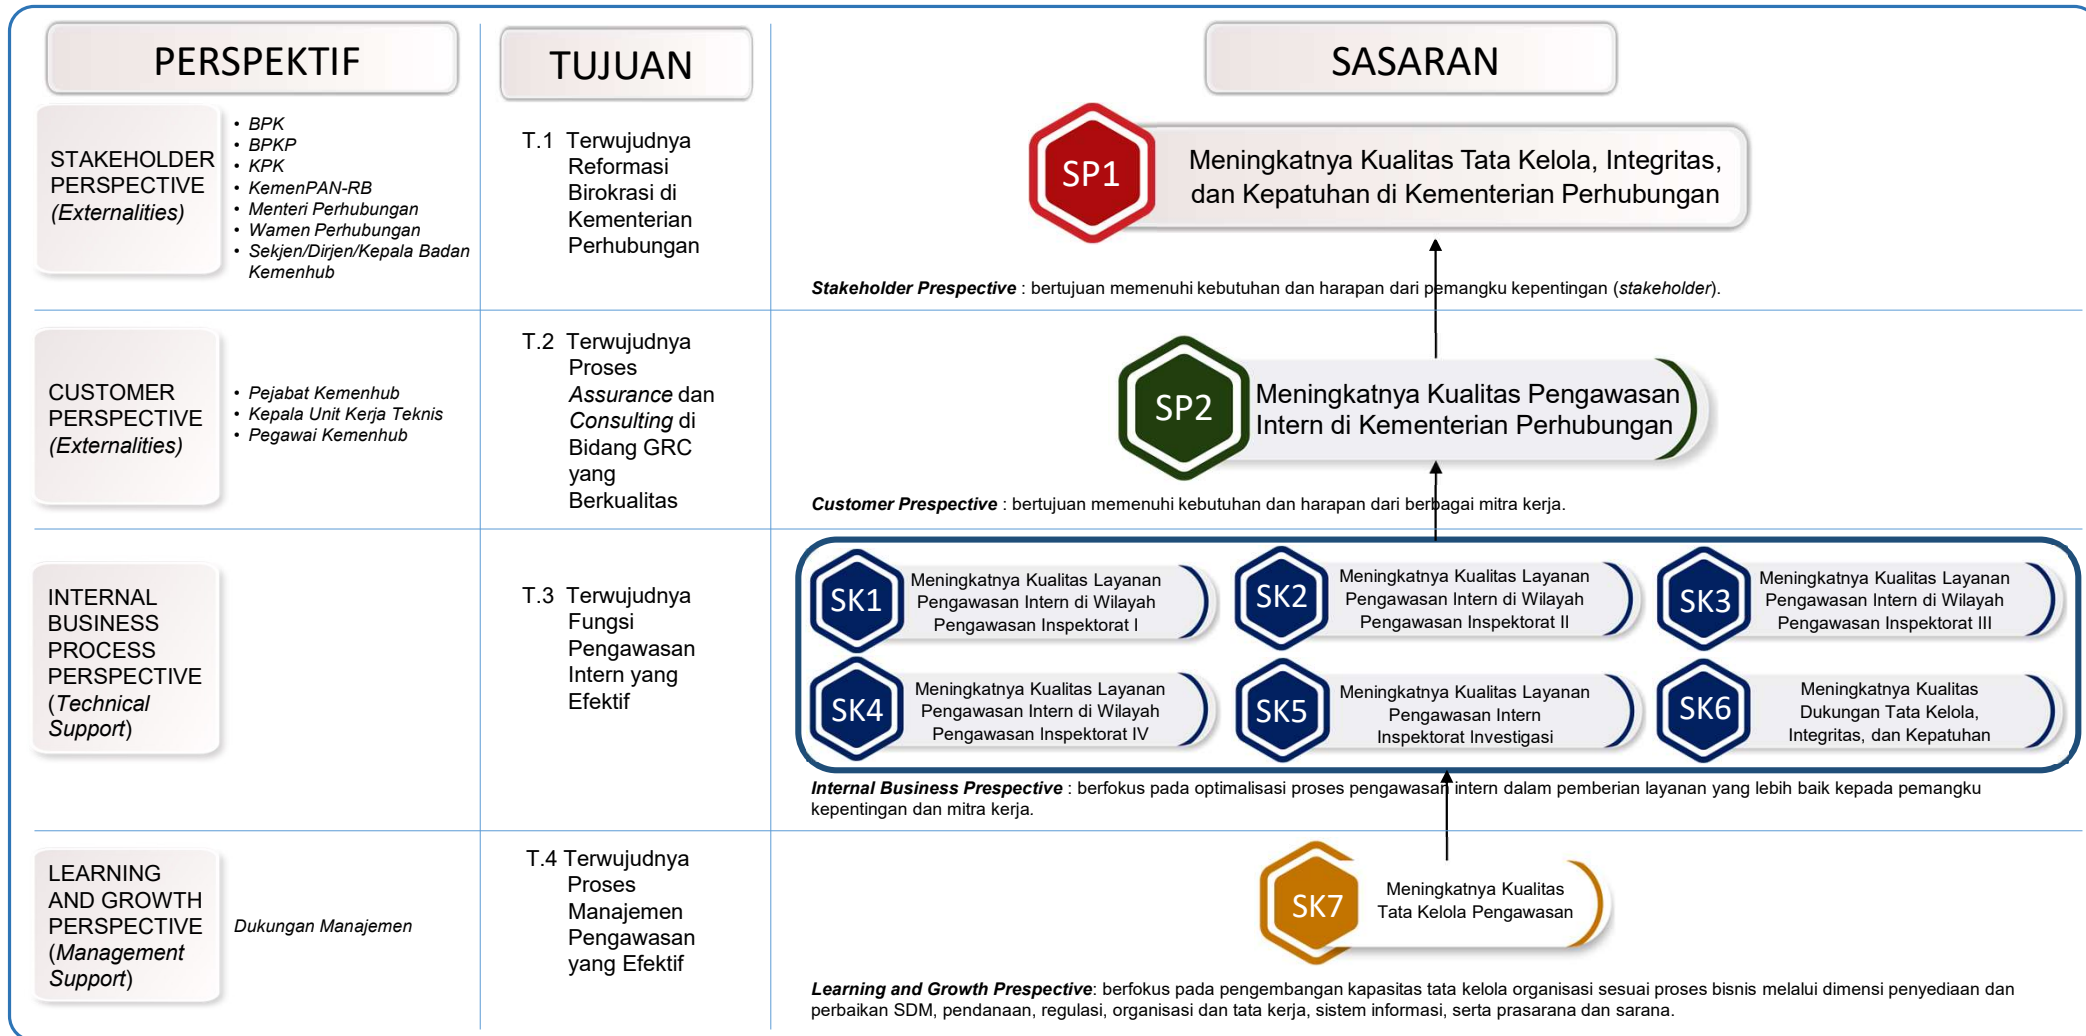 PERSPEKTIF
TUJUAN
SASARAN
STAKEHOLDER
PERSPECTIVE
(Externalities)
• BPK
• BPKP
• KPK
• KemenPAN-RB
• Menteri Perhubungan
• Wamen Perhubungan
• Sekjen/Dirjen/Kepala Badan
Kemenhub
T.1 Terwujudnya
Reformasi
Birokrasi di
Kementerian
Perhubungan
SP1
Meningkatnya Kualitas Tata Kelola, Integritas,
dan Kepatuhan di Kementerian Perhubungan
Stakeholder Prespective : bertujuan memenuhi kebutuhan dan harapan dari pemangku kepentingan (stakeholder).
CUSTOMER
PERSPECTIVE
(Externalities)
• Pejabat Kemenhub
• Kepala Unit Kerja Teknis
• Pegawai Kemenhub
T.2 Terwujudnya
Proses
Assurance dan
Consulting di
Bidang GRC
yang
Berkualitas
SP2
Meningkatnya Kualitas Pengawasan
Intern di Kementerian Perhubungan
Customer Prespective : bertujuan memenuhi kebutuhan dan harapan dari berbagai mitra kerja.
INTERNAL
BUSINESS
PROCESS
PERSPECTIVE
(Technical
Support)
T.3 Terwujudnya
Fungsi
Pengawasan
Intern yang
Efektif
SK1
Meningkatnya Kualitas Layanan
Pengawasan Intern di Wilayah
Pengawasan Inspektorat I
SK2
Meningkatnya Kualitas Layanan
Pengawasan Intern di Wilayah
Pengawasan Inspektorat II
SK3
Meningkatnya Kualitas Layanan
Pengawasan Intern di Wilayah
Pengawasan Inspektorat III
SK4
Meningkatnya Kualitas Layanan
Pengawasan Intern di Wilayah
Pengawasan Inspektorat IV
SK5
Meningkatnya Kualitas Layanan
Pengawasan Intern
Inspektorat Investigasi
SK6
Meningkatnya Kualitas
Dukungan Tata Kelola,
Integritas, dan Kepatuhan
Internal Business Prespective : berfokus pada optimalisasi proses pengawasan intern dalam pemberian layanan yang lebih baik kepada pemangku
kepentingan dan mitra kerja.
LEARNING
AND GROWTH
PERSPECTIVE
(Management
Support)
Dukungan Manajemen
T.4 Terwujudnya
Proses
Manajemen
Pengawasan
yang Efektif
SK7
Meningkatnya Kualitas
Tata Kelola Pengawasan
Learning and Growth Prespective: berfokus pada pengembangan kapasitas tata kelola organisasi sesuai proses bisnis melalui dimensi penyediaan dan
perbaikan SDM, pendanaan, regulasi, organisasi dan tata kerja, sistem informasi, serta prasarana dan sarana.